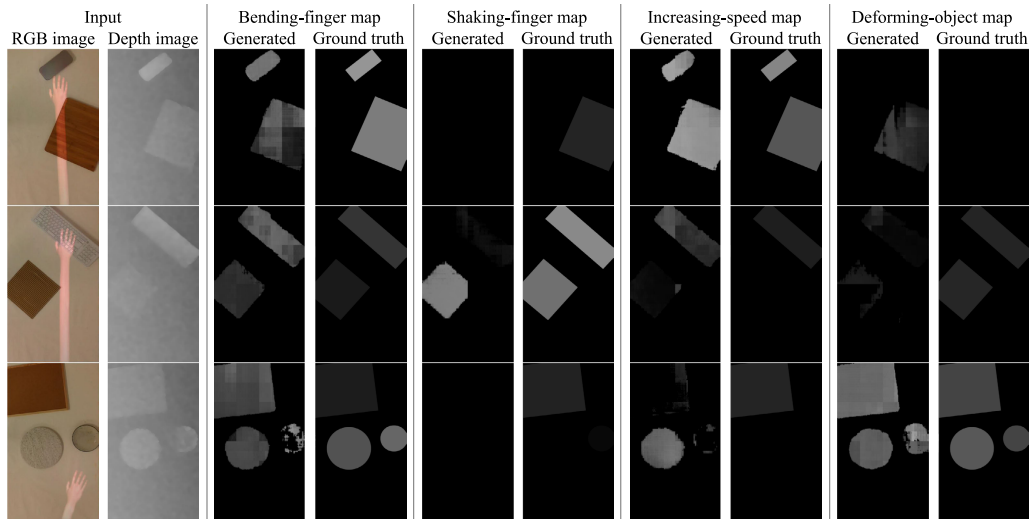 Input
Bending-finger map
Shaking-finger map
Increasing-speed map
Deforming-object map
RGB image
Depth image
Generated
Ground truth
Generated
Ground truth
Generated
Ground truth
Generated
Ground truth